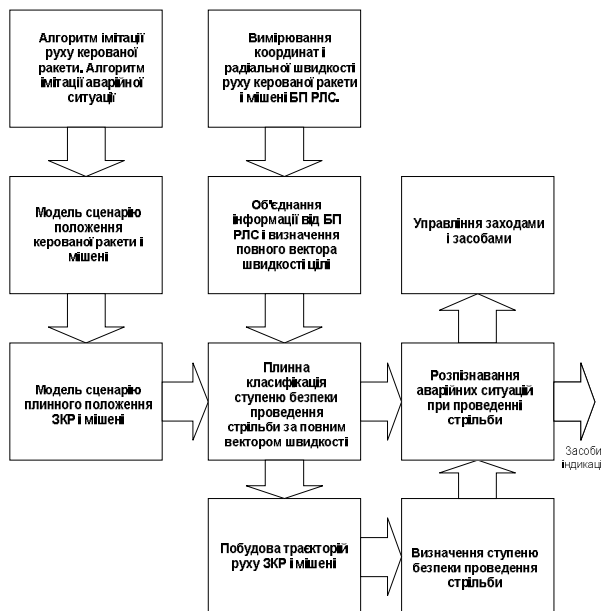 Алгоритм імітації
руху керованої
ракети. Алгоритм
імітації аварійної
ситуації
Вимірювання
координат і
радіальної швидкості
руху керованої ракети
і мішені БП РЛС.
Модель сценарію
положення
керованої ракети і
мішені
Об'єднання
інформації від БП
РЛС і визначення
повного вектора
швидкості цілі
Управління заходами
і засобами
Модель сценарію
плинного положення
ЗКР і мішені
Плинна
класифікація
ступеню безпеки
проведення
стрільби за повним
вектором швидкості
Розпізнавання
аварійних ситуацій
при проведенні
стрільби
Засоби
індикаці
Побудова траєкторій
руху ЗКР і мішені
Визначення ступеню
безпеки проведення
стрільби